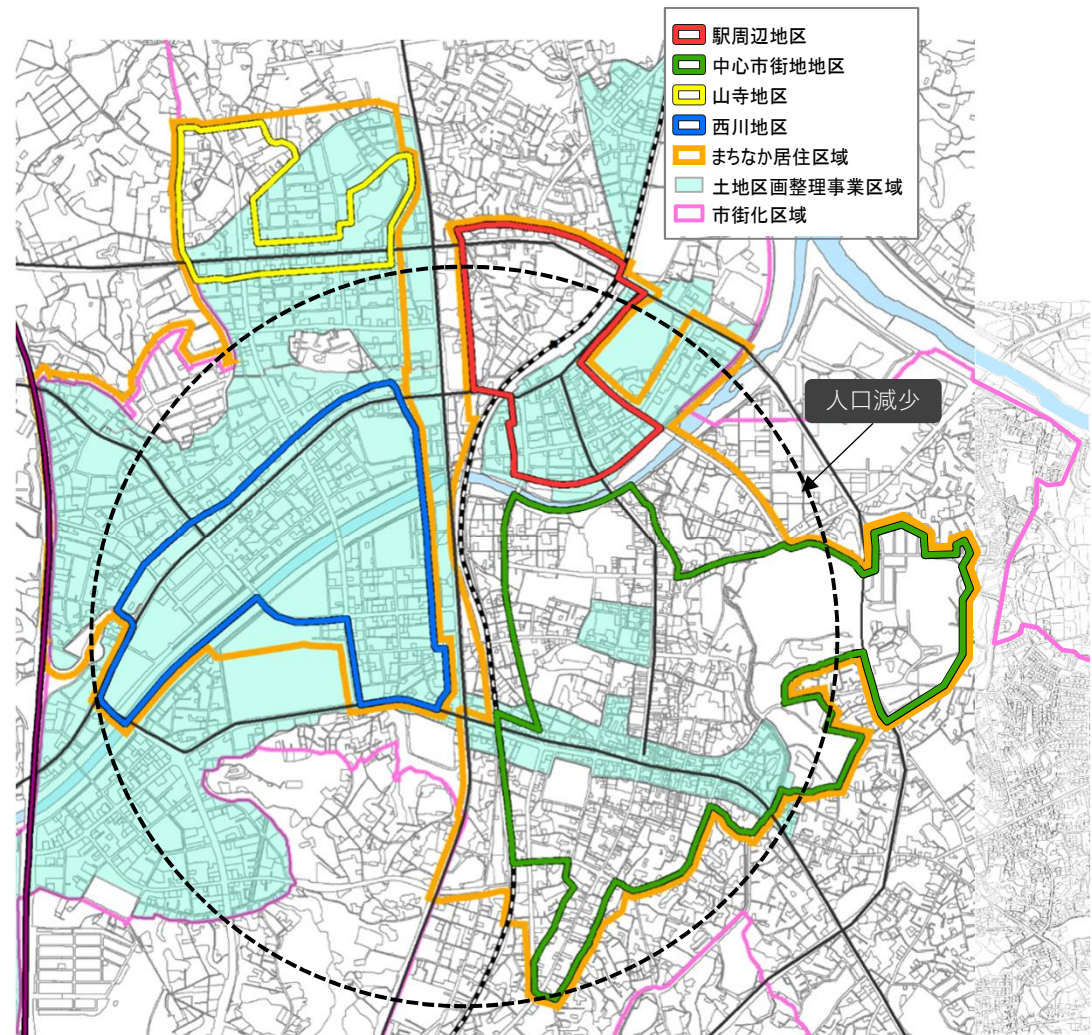 駅周辺地区
中心市街地地区
山寺地区
西川地区
まちなか居住区域
土地区画整理事業区域
市街化区域
人口減少